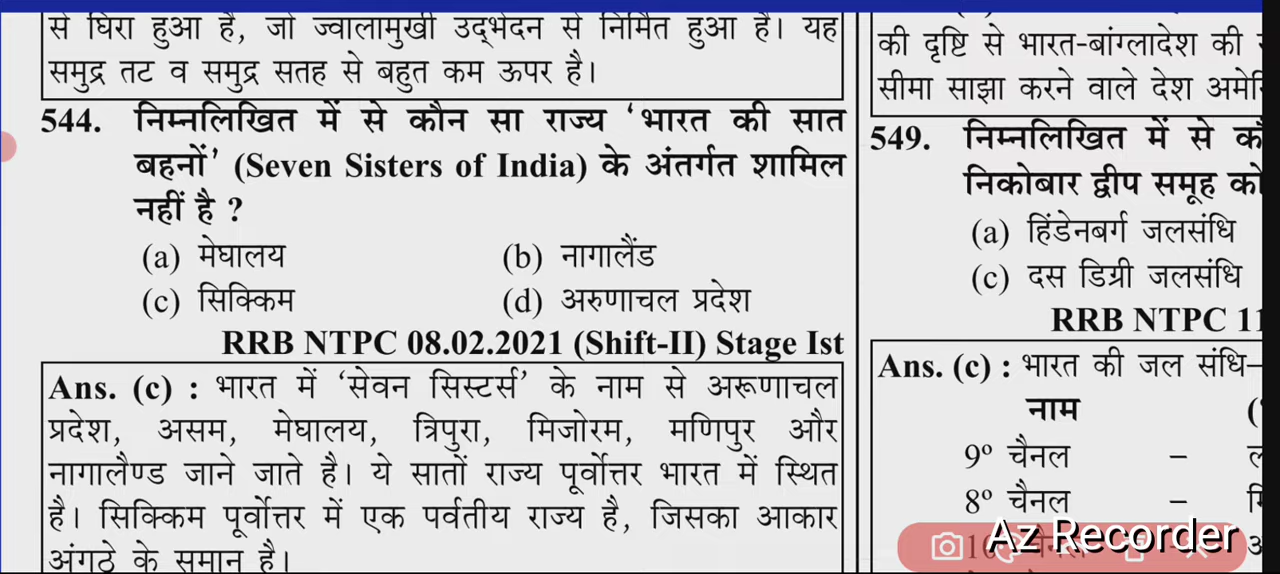 से घिरा हुआ है, जो ज्वालामुखी उद्भेदन से निर्मित हुआ है। यह
समुद्र तट व समुद्र सतह से बहुत कम ऊपर है।
544. निम्नलिखित में से कौन सा राज्य ‘भारत की सात
बहनों’ (Seven Sisters of India) के अंतर्गत शामिल
नहीं है ?
(a) मेघालय (b) नागालैंड
(c) सिक्किम (d) अरुणाचल प्रदेश
RRB NTPC 08.02.2021 (Shift-II) Stage Ist
Ans. (c) : भारत में ‘सेवन सिस्टर्स’ के नाम से अरूणाचल
प्रदेश, असम, मेघालय, त्रिपुरा, मिजोरम, मणिपुर और
नागालैण्ड जाने जाते है। ये सातों राज्य पूर्वोत्तर भारत में स्थित
है। सिक्किम पूर्वोत्तर में एक पर्वतीय राज्य है, जिसका आकार
अंगूठे के समान है।
की दृष्टि से भारत-बांग्लादेश की
सीमा साझा करने वाले देश
549. निम्नलिखित में से
निकोबार द्वीप समूह को
(a) हिंडेनबर्ग जलसंधि
(c) दस डिग्री जलसंधि
RRB NTPC 11
Ans. (c) : भारत की जल संधि–
नाम
9º चैनल –
8º चैनल –
Az Recorder